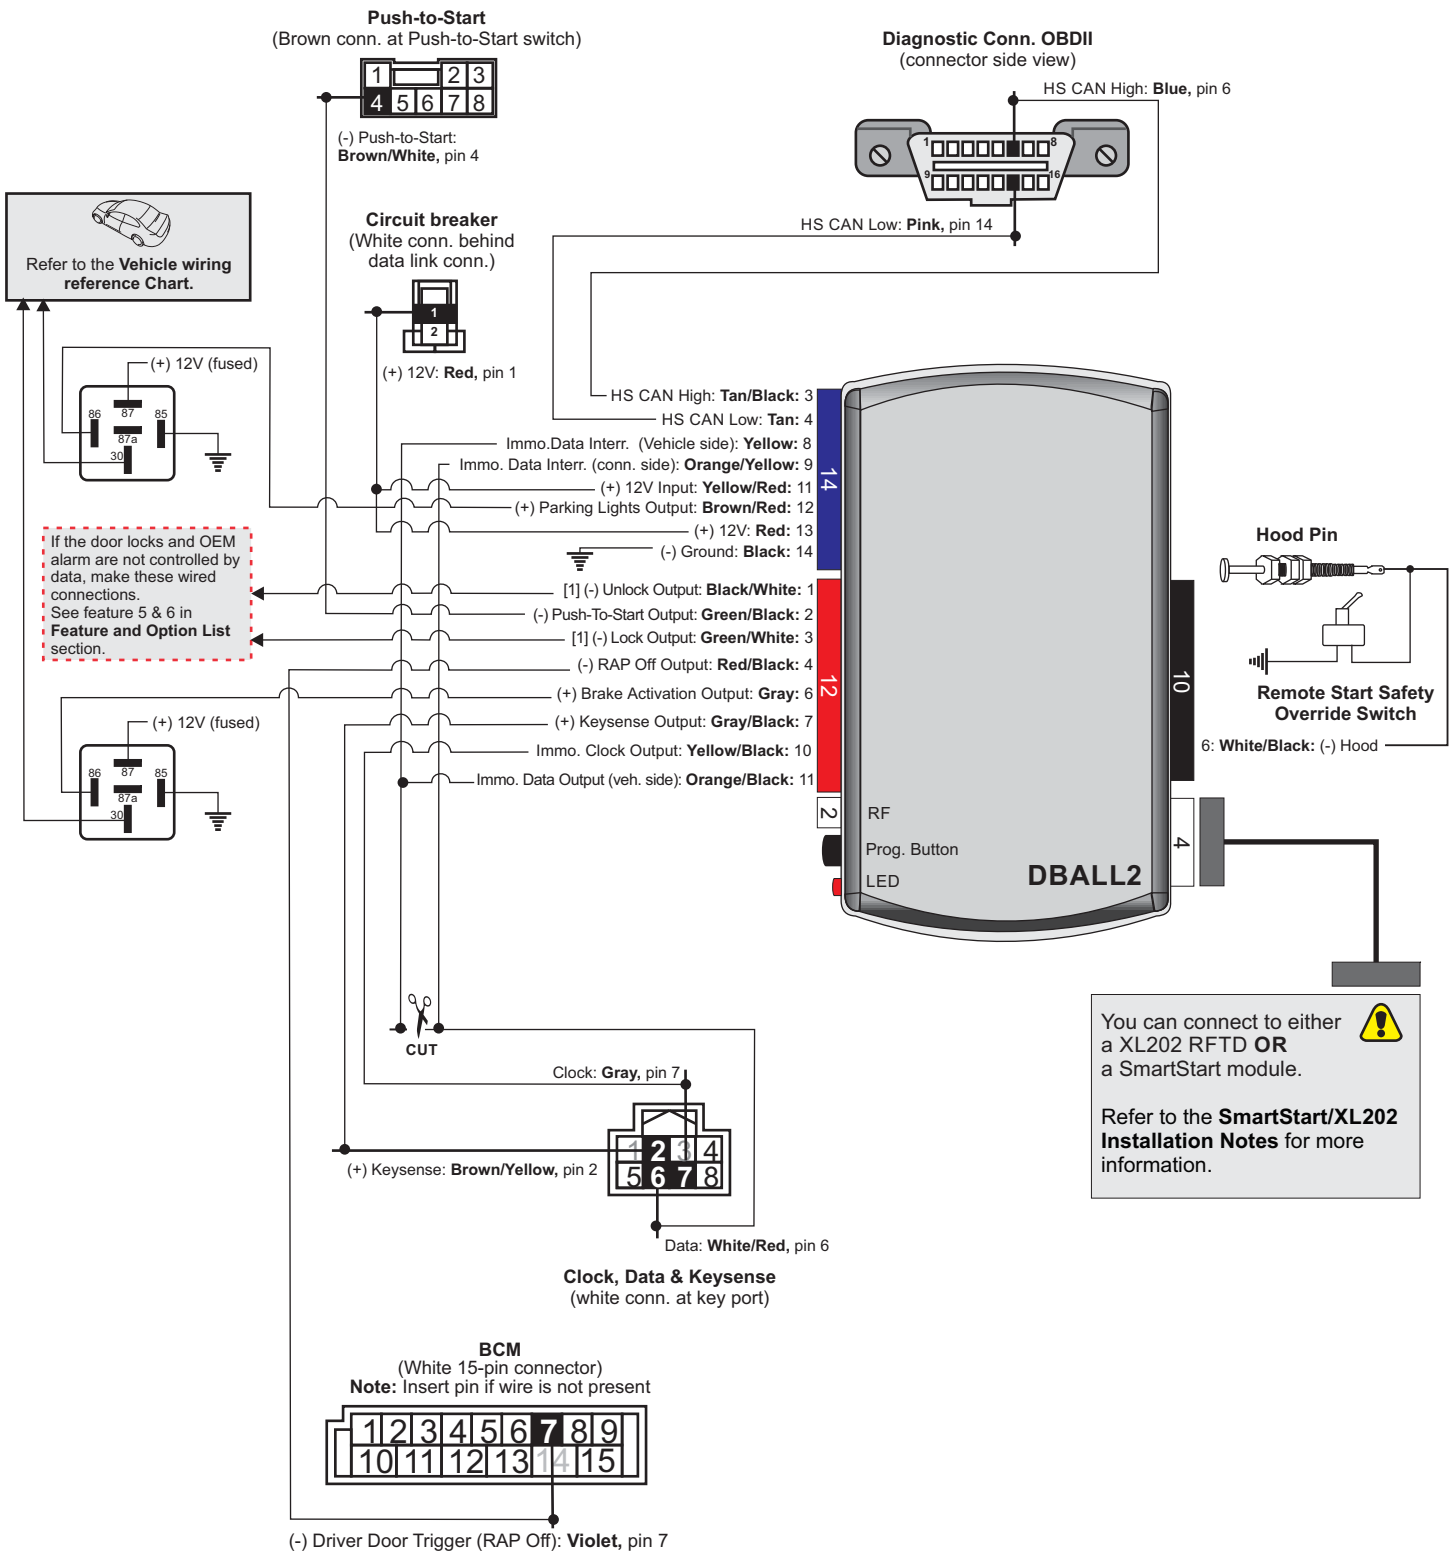 Push-to-Start
(Brown conn. at Push-to-Start switch)
1 2 3
4 5 6 7 8
(-) Push-to-Start:
Brown/White, pin 4
Diagnostic Conn. OBDII
(connector side view)
HS CAN High: Blue, pin 6
1 8
9 16
HS CAN Low: Pink, pin 14
Refer to the Vehicle wiring
reference Chart.
Circuit breaker
(White conn. behind
data link conn.)
1
2
(+) 12V: Red, pin 1
(+) 12V (fused)
86 87 85
87a
30
HS CAN High: Tan/Black: 3
HS CAN Low: Tan: 4
Immo.Data Interr. (Vehicle side): Yellow: 8
Immo. Data Interr. (conn. side): Orange/Yellow: 9
(+) 12V Input: Yellow/Red: 11
(+) Parking Lights Output: Brown/Red: 12
(+) 12V: Red: 13
(-) Ground: Black: 14
14
If the door locks and OEM
alarm are not controlled by
data, make these wired
connections.
See feature 5 & 6 in
Feature and Option List
section.
[1] (-) Unlock Output: Black/White: 1
(-) Push-To-Start Output: Green/Black: 2
[1] (-) Lock Output: Green/White: 3
(-) RAP Off Output: Red/Black: 4
(+) Brake Activation Output: Gray: 6
(+) Keysense Output: Gray/Black: 7
Immo. Clock Output: Yellow/Black: 10
Immo. Data Output (veh. side): Orange/Black: 11
12
(+) 12V (fused)
86 87 85
87a
30
2
RF
Prog. Button
LED
DBALL2
10
4
Hood Pin
Remote Start Safety
Override Switch
6: White/Black: (-) Hood
You can connect to either
a XL202 RFTD OR
a SmartStart module.
Refer to the SmartStart/XL202
Installation Notes for more
information.
CUT
Clock: Gray, pin 7
1 2 3 4
5 6 7 8
(+) Keysense: Brown/Yellow, pin 2
Data: White/Red, pin 6
Clock, Data & Keysense
(white conn. at key port)
BCM
(White 15-pin connector)
Note: Insert pin if wire is not present
1 2 3 4 5 6 7 8 9
10 11 12 13 14 15
(-) Driver Door Trigger (RAP Off): Violet, pin 7